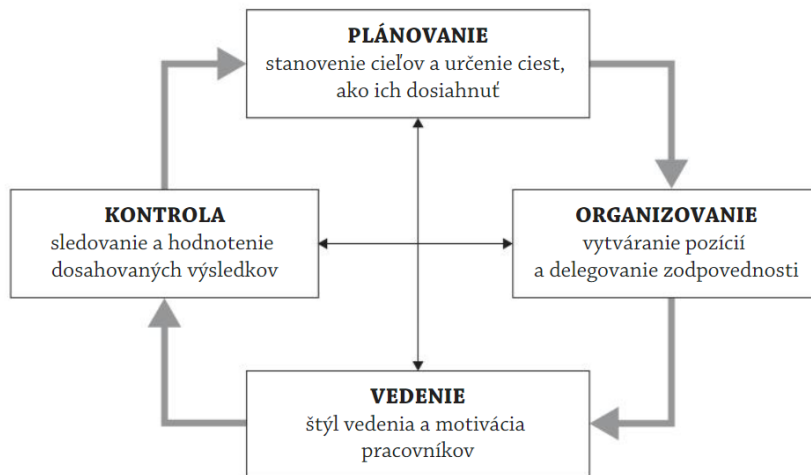 PLÁNOVANIE
stanovenie cieľov a určenie ciest,
ako ich dosiahnuť
KONTROLA
sledovanie a hodnotenie
dosahovaných výsledkov
ORGANIZOVANIE
vytváranie pozícií
a delegovanie zodpovednosti
VEDENIE
štýl vedenia a motivácia
pracovníkov